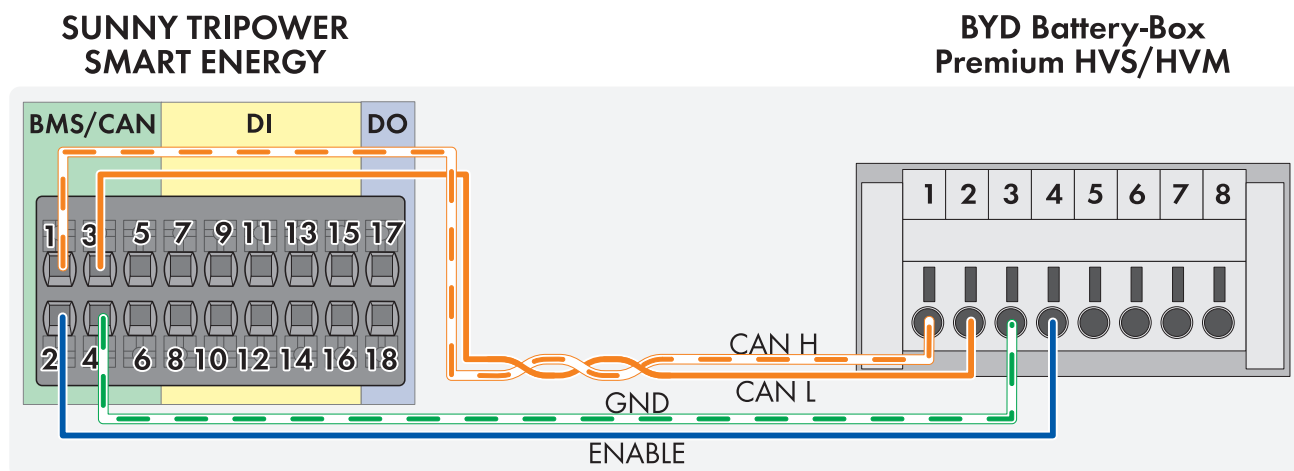 SUNNY TRIPOWER
SMART ENERGY
BYD Battery-Box
Premium HVS/HVM
BMS/CAN DI DO
1 3 5 7 9 11 13 15 17
2 4 6 8 10 12 14 16 18
1 2 3 4 5 6 7 8
CAN H
CAN L
GND
ENABLE